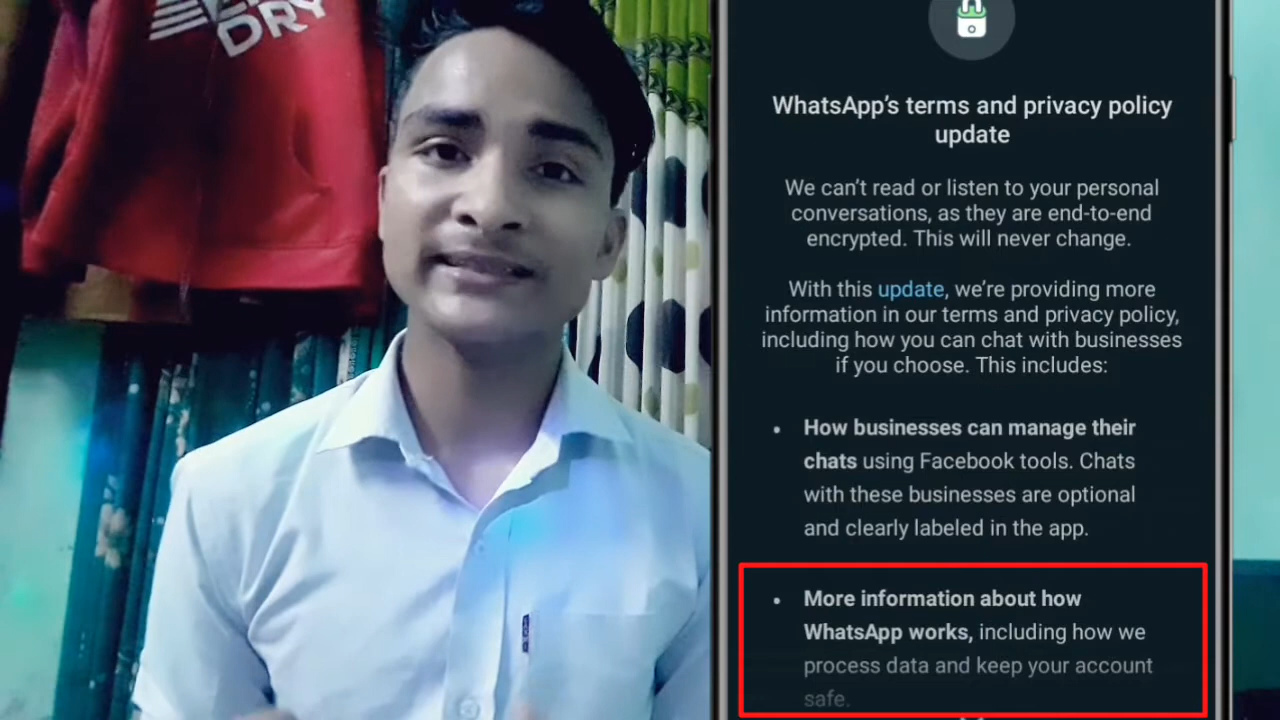 DRY
WhatsApp’s terms and privacy policy
update
We can’t read or listen to your personal
conversations, as they are end-to-end
encrypted. This will never change.
With this update, we’re providing more
information in our terms and privacy policy,
including how you can chat with businesses
if you choose. This includes:
• How businesses can manage their
chats using Facebook tools. Chats
with these businesses are optional
and clearly labeled in the app.
• More information about how
WhatsApp works, including how we
process data and keep your account
safe.